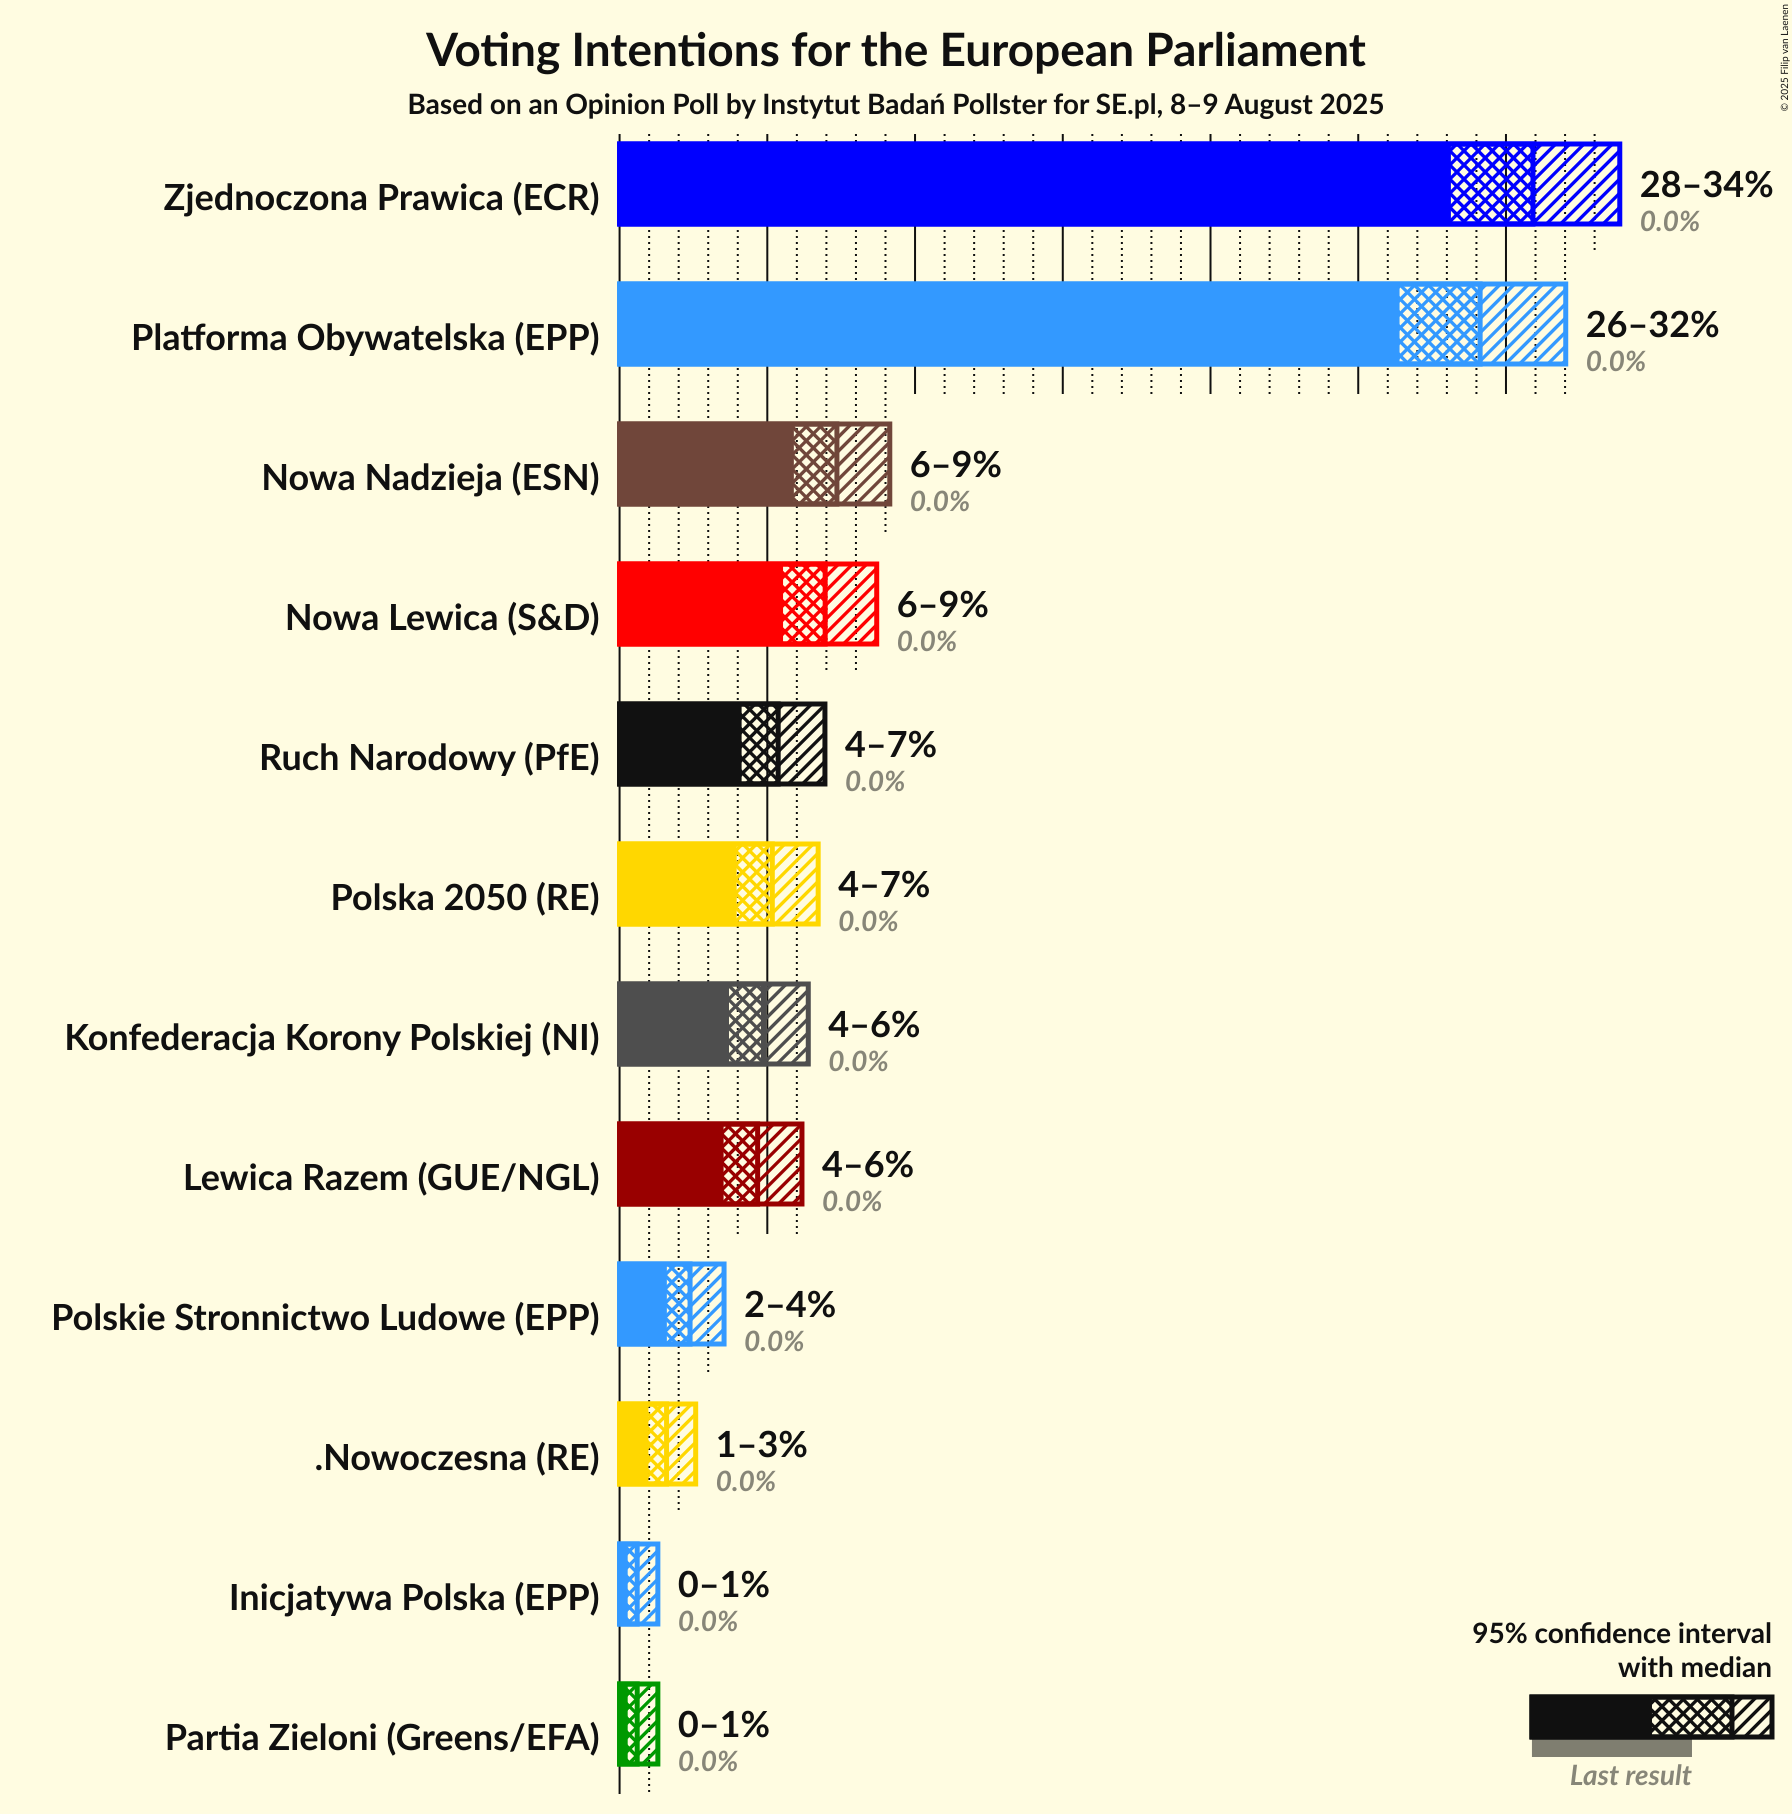 Voting Intentions for the European Parliament
Based on an Opinion Poll by Instytut Badań Pollster for SE.pl, 8–9 August 2025
© 2025 Filip van Laenen
Zjednoczona Prawica (ECR)
28–34%
0.0%
Platforma Obywatelska (EPP)
26–32%
0.0%
Nowa Nadzieja (ESN)
6–9%
0.0%
Nowa Lewica (S&D)
6–9%
0.0%
Ruch Narodowy (PfE)
4–7%
0.0%
Polska 2050 (RE)
4–7%
0.0%
Konfederacja Korony Polskiej (NI)
4–6%
0.0%
Lewica Razem (GUE/NGL)
4–6%
0.0%
Polskie Stronnictwo Ludowe (EPP)
2–4%
0.0%
.Nowoczesna (RE)
1–3%
0.0%
Inicjatywa Polska (EPP)
0–1%
0.0%
Partia Zieloni (Greens/EFA)
0–1%
0.0%
95% confidence interval
with median
Last result